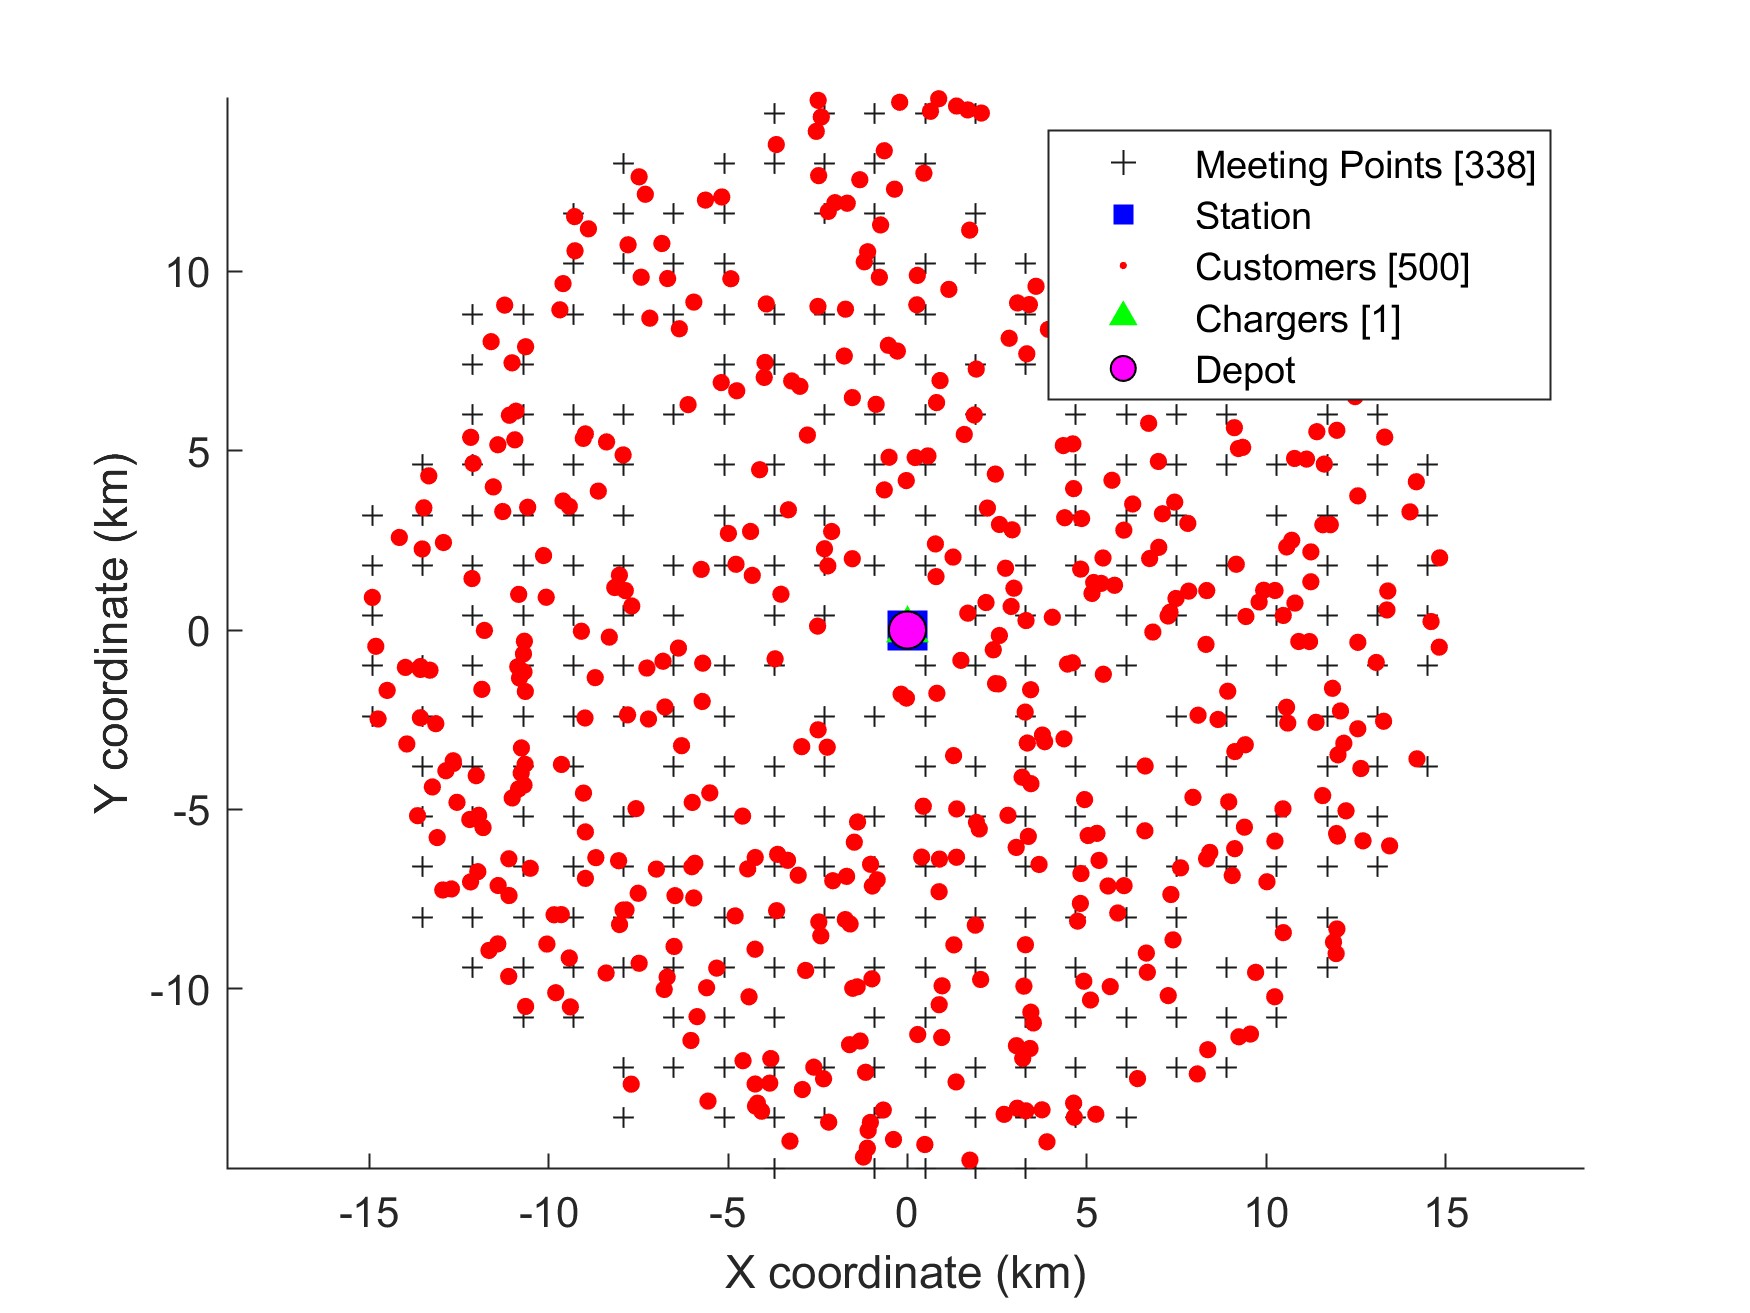 Meeting Points [338]
Station
Customers [500]
Chargers [1]
Depot
10
5
0
-5
-10
Y coordinate (km)
-15 -10 -5 0 5 10 15
X coordinate (km)